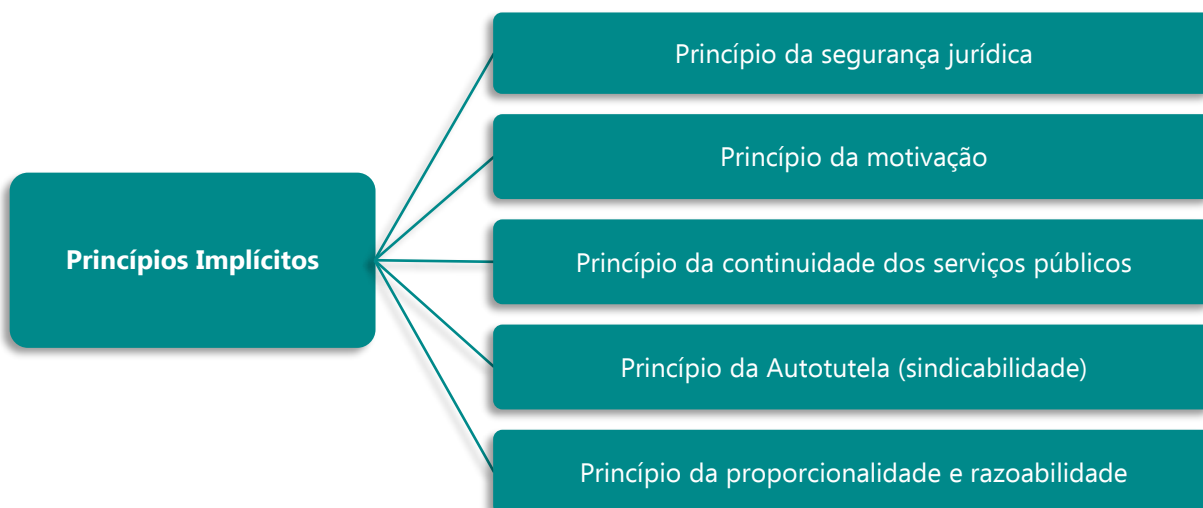 Princípios Implícitos
Princípio da segurança jurídica
Princípio da motivação
Princípio da continuidade dos serviços públicos
Princípio da Autotutela (sindicabilidade)
Princípio da proporcionalidade e razoabilidade